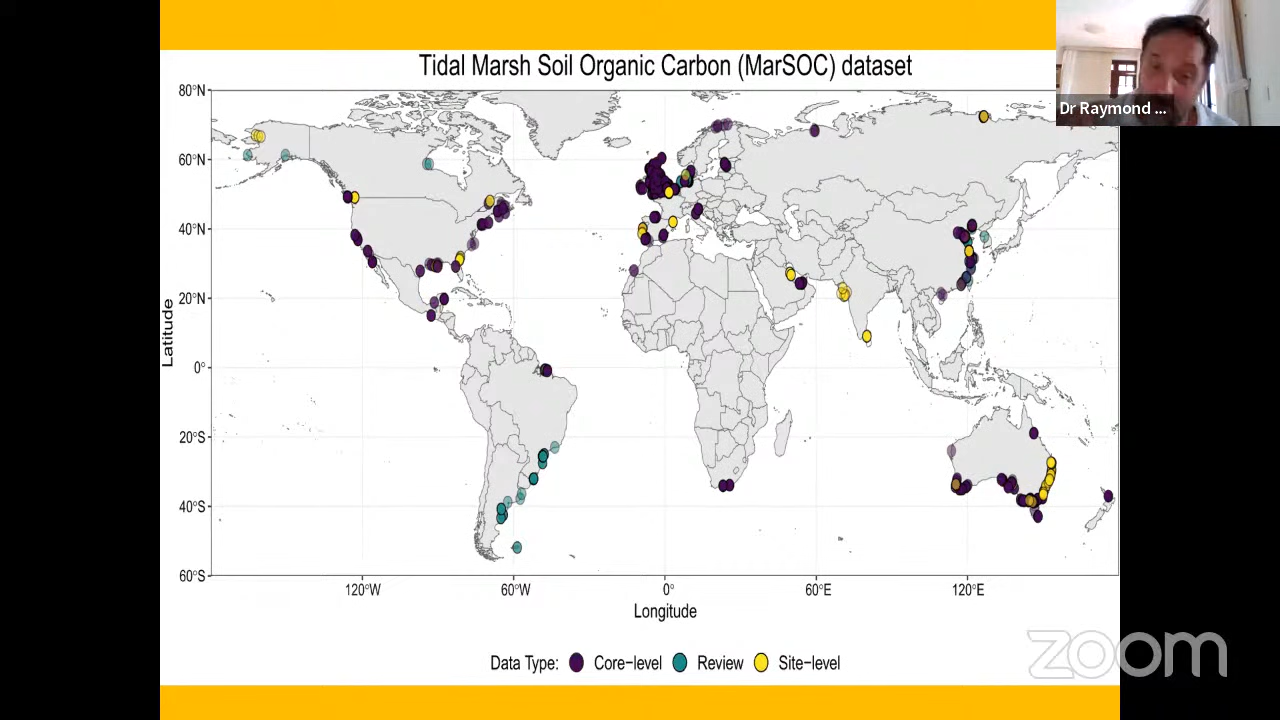 Tidal Marsh Soil Organic Carbon (MarSOC) dataset
Dr Raymond ...
80°N
60°N
40°N
20°N
0°
20°S
40°S
60°S
Latitude
120°W
60°W
0°
60°E
120°E
Longitude
Data Type:
Core-level
Review
Site-level
zoom